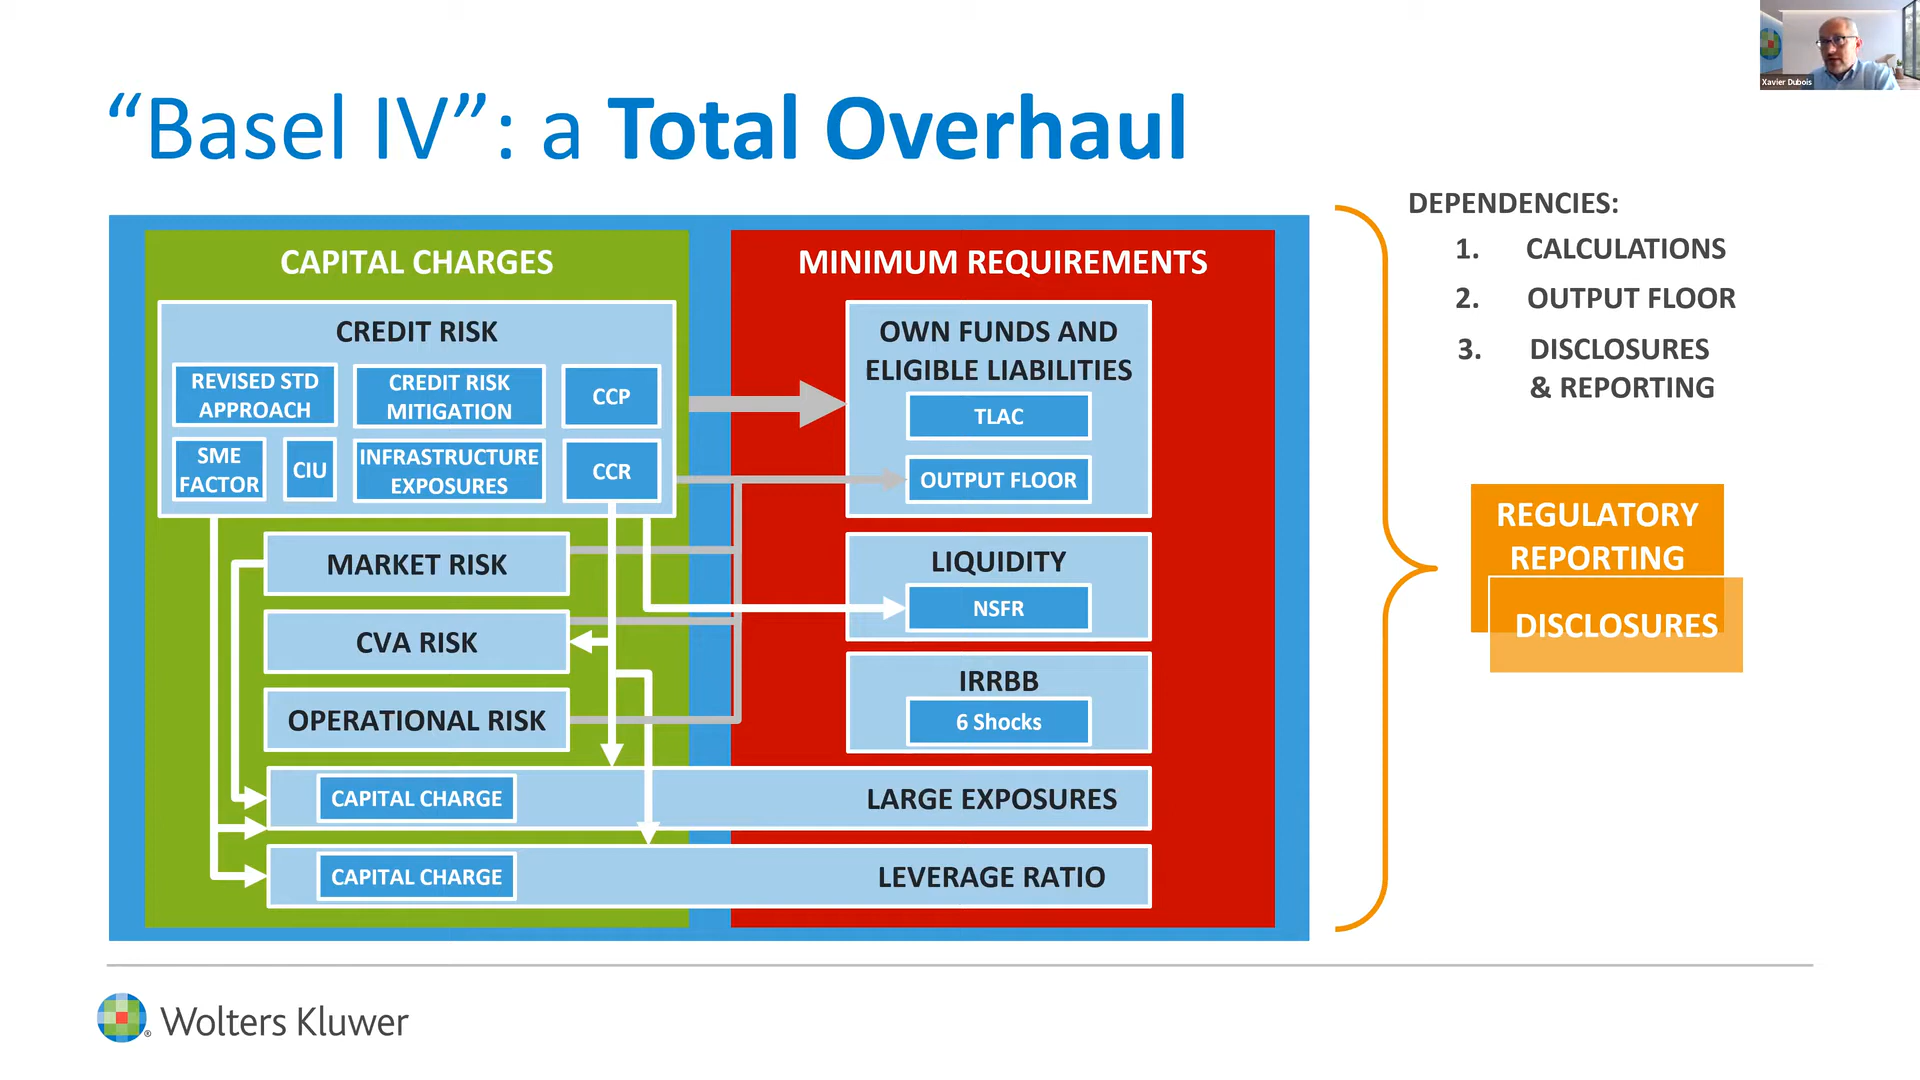 Xavier Dubois
“Basel IV”: a Total Overhaul
CAPITAL CHARGES
CREDIT RISK
REVISED STD
APPROACH
CREDIT RISK
MITIGATION
CCP
SME
FACTOR
CIU
INFRASTRUCTURE
EXPOSURES
CCR
MARKET RISK
CVA RISK
OPERATIONAL RISK
MINIMUM REQUIREMENTS
OWN FUNDS AND
ELIGIBLE LIABILITIES
TLAC
OUTPUT FLOOR
LIQUIDITY
NSFR
IRRBB
6 Shocks
CAPITAL CHARGE
LARGE EXPOSURES
CAPITAL CHARGE
LEVERAGE RATIO
DEPENDENCIES:
1. CALCULATIONS
2. OUTPUT FLOOR
3. DISCLOSURES
& REPORTING
REGULATORY
REPORTING
DISCLOSURES
® Wolters Kluwer